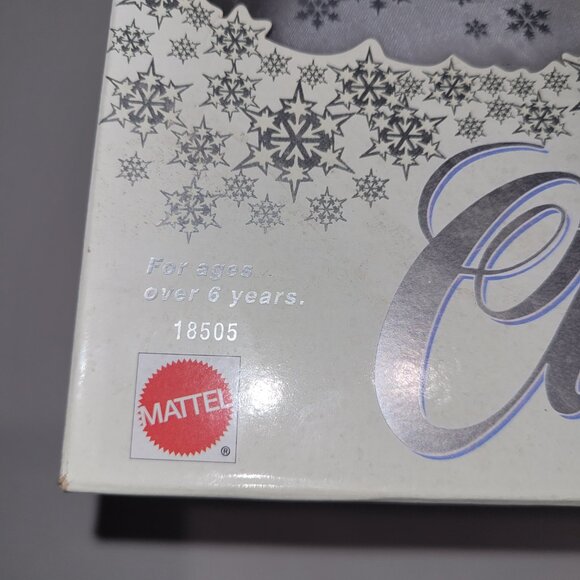 For ages
over 6 years.
18505
MATTEL
®